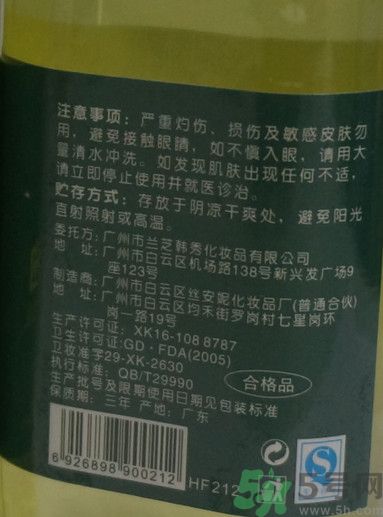 注意事项：严重灼伤、损伤及敏感皮肤勿
用，避免接触眼睛，如不慎入眼，请用大
量清水冲洗。如发现肌肤出现任何不适，
请立即停止使用并就医诊治。
贮存方式：存放于阴凉干爽处，避免阳光
直射照射或高温。
委托方：广州市兰芝韩秀化妆品有限公司
地 址：广州市白云区机场路138号新兴发广场9
座123号
制造商：广州市白云区丝安妮化妆品厂(普通合伙)
地 址：广州市白云区均禾街罗岗村七星岗环
岗一路19号
生产许可证：XK16-108 8787
卫生许可证:GD·FDA(2005)
卫妆准字29-XK-2630
执行标准：QB/T29990
生产批号及限期使用日期见包装标准
保质期：三年 产地：广东
合格品
6 926898 900212
HF212
5号网
www.5h.com